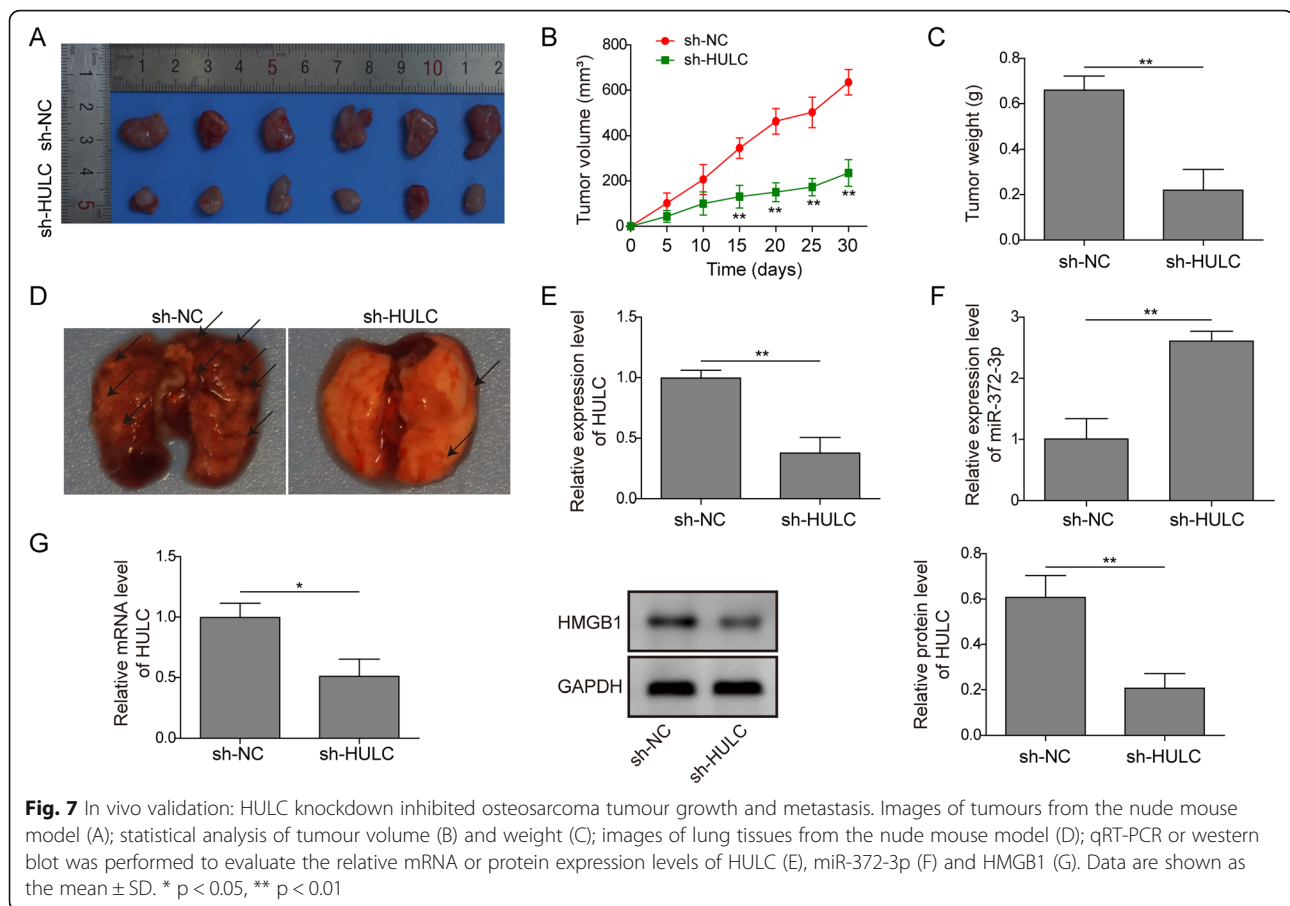 A
1 2 3 4 5 6 7 8 9 10 1 2
1
2
3
4
5
sh-NC
sh-HULC
B
sh-NC
sh-HULC
Tumor volume (mm³)
800
600
400
200
0
0 5 10 15 20 25 30
** ** ** **
Time (days)
C
Tumor weight (g)
0.8
0.6
0.4
0.2
0.0
**
sh-NC sh-HULC
D
sh-NC sh-HULC
E
Relative expression level
of HULC
1.5
1.0
0.5
0.0
**
sh-NC sh-HULC
F
Relative expression level
of miR-372-3p
3
2
1
0
**
sh-NC sh-HULC
G
Relative mRNA level
of HULC
1.5
1.0
0.5
0.0
*
sh-NC sh-HULC
HMGB1
GAPDH
sh-NC
sh-HULC
Relative protein level
of HULC
0.8
0.6
0.4
0.2
0.0
**
sh-NC sh-HULC
Fig. 7 In vivo validation: HULC knockdown inhibited osteosarcoma tumour growth and metastasis. Images of tumours from the nude mouse
model (A); statistical analysis of tumour volume (B) and weight (C); images of lung tissues from the nude mouse model (D); qRT-PCR or western
blot was performed to evaluate the relative mRNA or protein expression levels of HULC (E), miR-372-3p (F) and HMGB1 (G). Data are shown as
the mean ± SD. * p < 0.05, ** p < 0.01